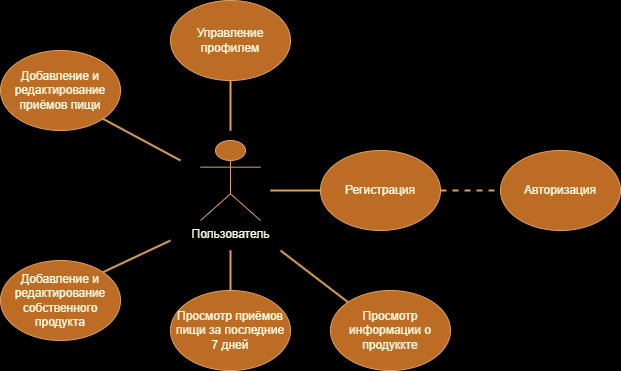 Управление
профилем
Добавление и
редактирование
приёмов пищи
Регистрация
Авторизация
Пользователь
Добавление и
редактирование
собственного
продукта
Просмотр приёмов
пищи за последние
7 дней
Просмотр
информации о
продуккте